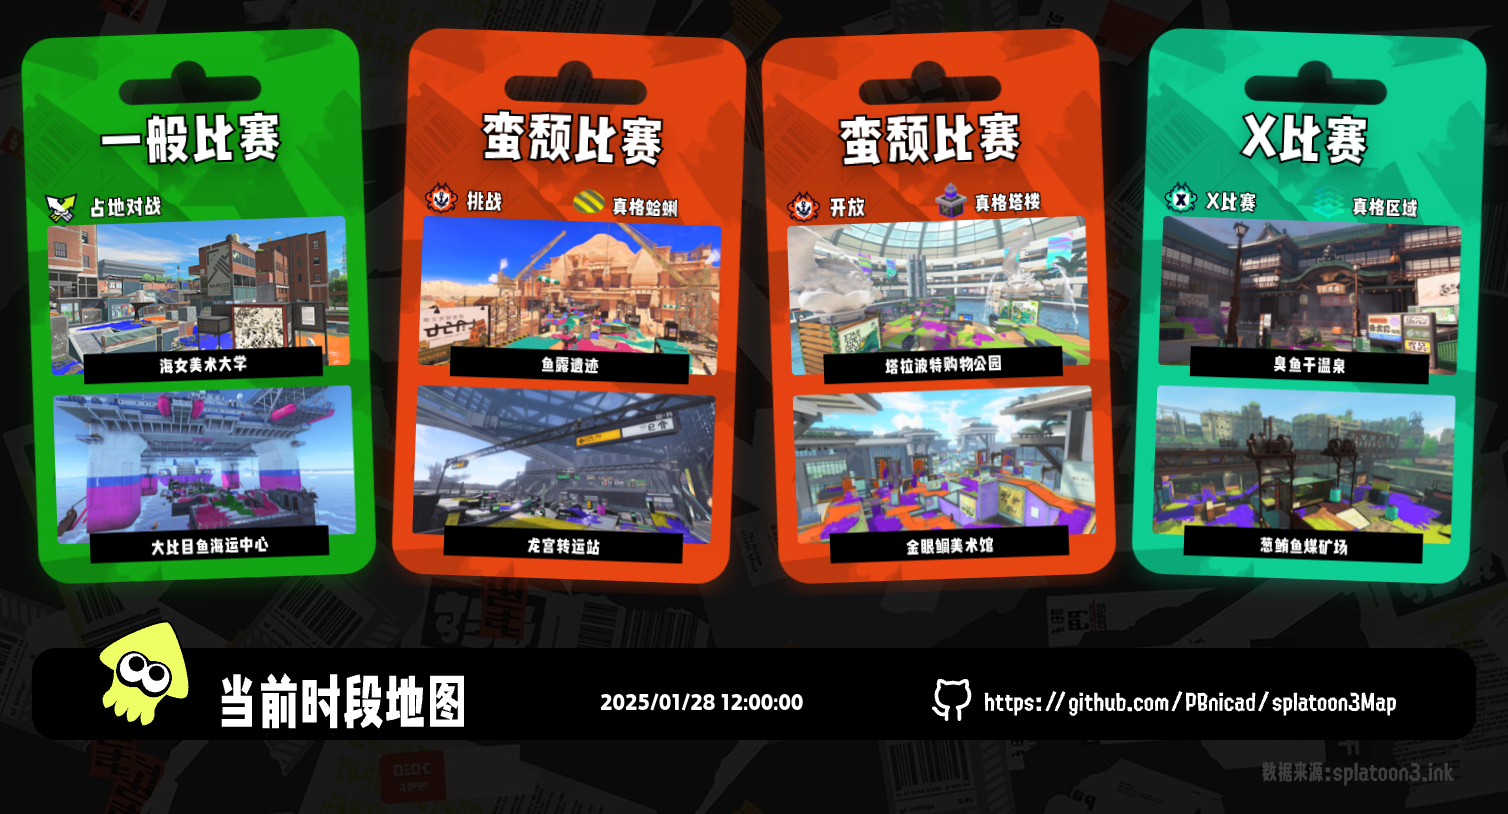 一般比赛
占地对战
海女美术大学
大比目鱼海运中心
蛮颓比赛
挑战
真格蛤蜊
鱼露遗迹
龙宫转运站
蛮颓比赛
开放
真格塔楼
塔拉波特购物公园
金眼鲷美术馆
X比赛
X比赛
真格区域
臭鱼干温泉
葱鲔鱼煤矿场
当前时段地图
2025/01/28 12:00:00
https://github.com/PBnicad/splatoon3Map
数据来源:splatoon3.ink